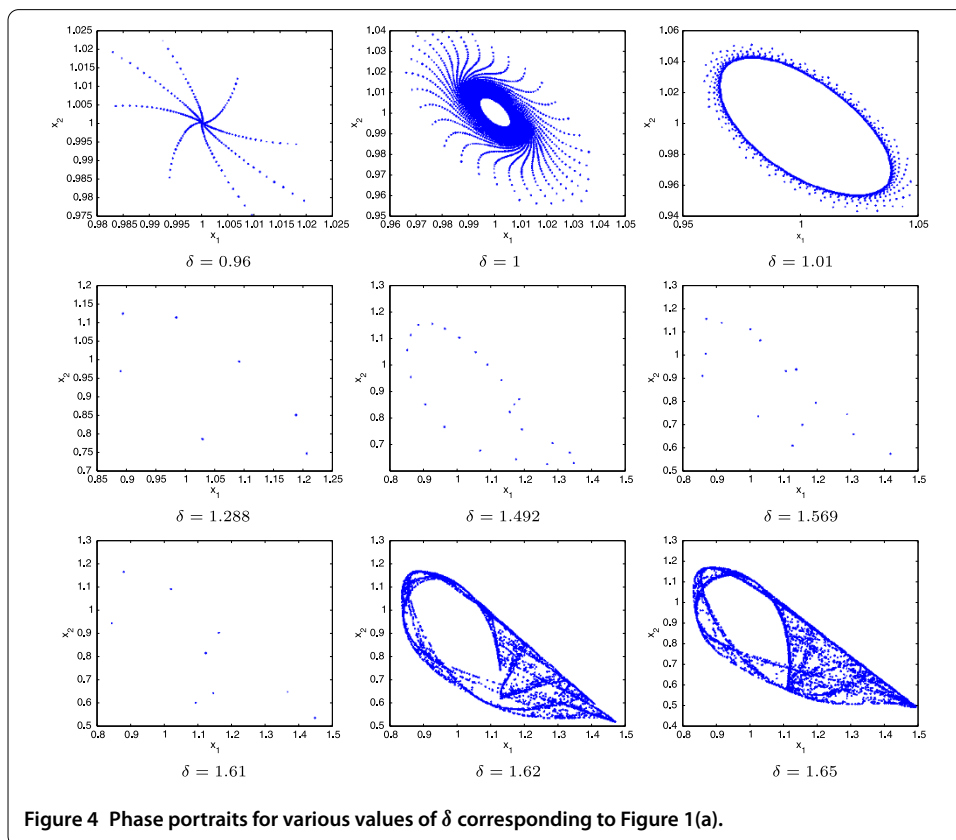 1.025
1.02
1.015
1.01
1.005
1
0.995
0.99
0.985
0.98
0.975
x2
0.98 0.985 0.99 0.995 1 1.005 1.01 1.015 1.02 1.025
x1
δ = 0.96
1.04
1.03
1.02
1.01
1
0.99
0.98
0.97
0.96
0.95
x2
0.96 0.97 0.98 0.99 1 1.01 1.02 1.03 1.04 1.05
x1
δ = 1
1.06
1.04
1.02
1
0.98
0.96
0.94
x2
0.95 1 1.05
x1
δ = 1.01
1.2
1.15
1.1
1.05
1
0.95
0.9
0.85
0.8
0.75
0.7
x2
0.85 0.9 0.95 1 1.05 1.1 1.15 1.2 1.25
x1
δ = 1.288
1.3
1.2
1.1
1
0.9
0.8
0.7
x2
0.8 0.9 1 1.1 1.2 1.3 1.4 1.5
x1
δ = 1.492
1.3
1.2
1.1
1
0.9
0.8
0.7
0.6
0.5
x2
0.8 0.9 1 1.1 1.2 1.3 1.4 1.5
x1
δ = 1.569
1.3
1.2
1.1
1
0.9
0.8
0.7
0.6
0.5
x2
0.8 0.9 1 1.1 1.2 1.3 1.4 1.5
x1
δ = 1.61
1.3
1.2
1.1
1
0.9
0.8
0.7
0.6
0.5
x2
0.8 0.9 1 1.1 1.2 1.3 1.4 1.5
x1
δ = 1.62
1.3
1.2
1.1
1
0.9
0.8
0.7
0.6
0.5
0.4
x2
0.8 0.9 1 1.1 1.2 1.3 1.4 1.5
x1
δ = 1.65
Figure 4 Phase portraits for various values of δ corresponding to Figure 1(a).